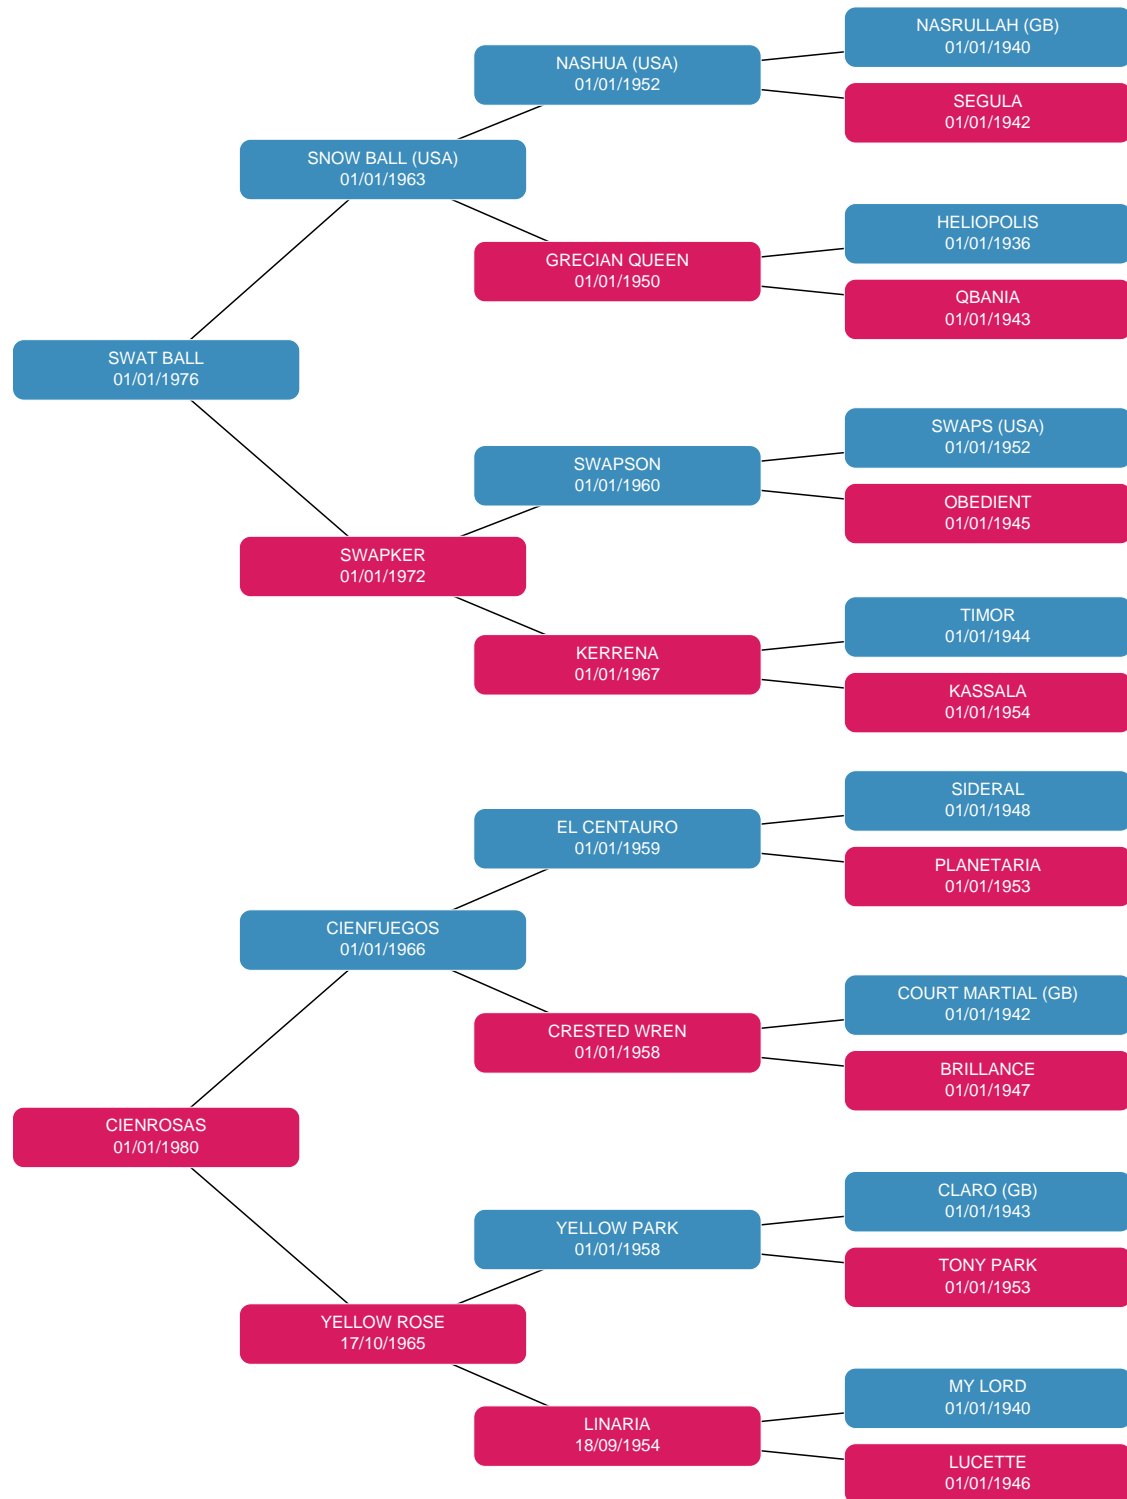 NASRULLAH (GB)
01/01/1940
NASHUA (USA)
01/01/1952
SEGULA
01/01/1942
SNOW BALL (USA)
01/01/1963
HELIOPOLIS
01/01/1936
GRECIAN QUEEN
01/01/1950
QBANIA
01/01/1943
SWAT BALL
01/01/1976
SWAPS (USA)
01/01/1952
SWAPSON
01/01/1960
OBEDIENT
01/01/1945
SWAPKER
01/01/1972
TIMOR
01/01/1944
KERRENA
01/01/1967
KASSALA
01/01/1954
SIDERAL
01/01/1948
EL CENTAURO
01/01/1959
PLANETARIA
01/01/1953
CIENFUEGOS
01/01/1966
COURT MARTIAL (GB)
01/01/1942
CRESTED WREN
01/01/1958
BRILLANCE
01/01/1947
CIENROSAS
01/01/1980
CLARO (GB)
01/01/1943
YELLOW PARK
01/01/1958
TONY PARK
01/01/1953
YELLOW ROSE
17/10/1965
MY LORD
01/01/1940
LINARIA
18/09/1954
LUCETTE
01/01/1946